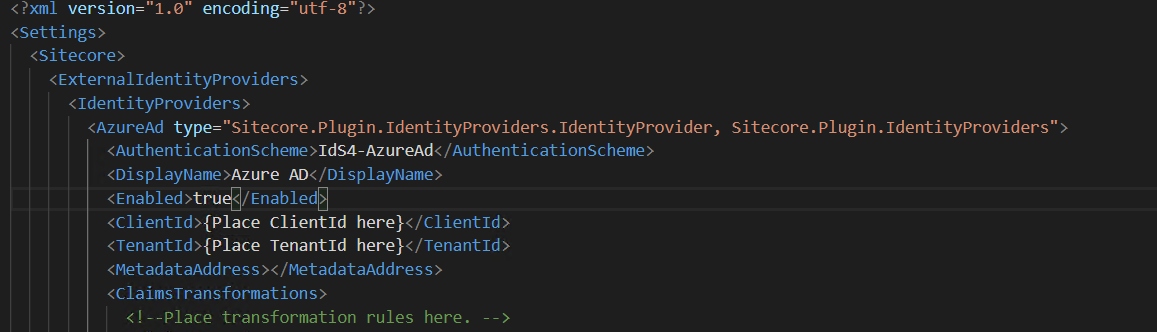 <?xml version="1.0" encoding="utf-8"?>
<Settings>
<Sitecore>
<ExternalIdentityProviders>
<IdentityProviders>
<AzureAd type="Sitecore.Plugin.IdentityProviders.IdentityProvider, Sitecore.Plugin.IdentityProviders">
<AuthenticationScheme>IdS4-AzureAd</AuthenticationScheme>
<DisplayName>Azure AD</DisplayName>
<Enabled>true</Enabled>
<ClientId>{Place ClientId here}</ClientId>
<TenantId>{Place TenantId here}</TenantId>
<MetadataAddress></MetadataAddress>
<ClaimsTransformations>
<!--Place transformation rules here. -->